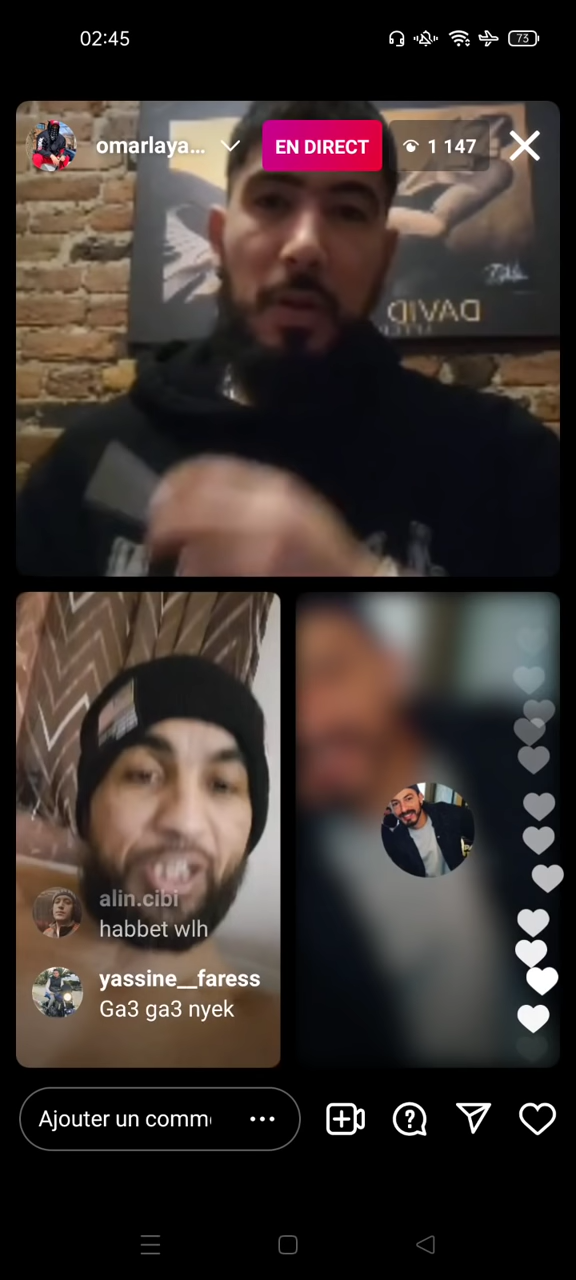 02:45
73
omarlaya...
EN DIRECT
1 147
DAVID
alin.cibi
habbet wlh
yassine__faress
Ga3 ga3 nyek
Ajouter un comm